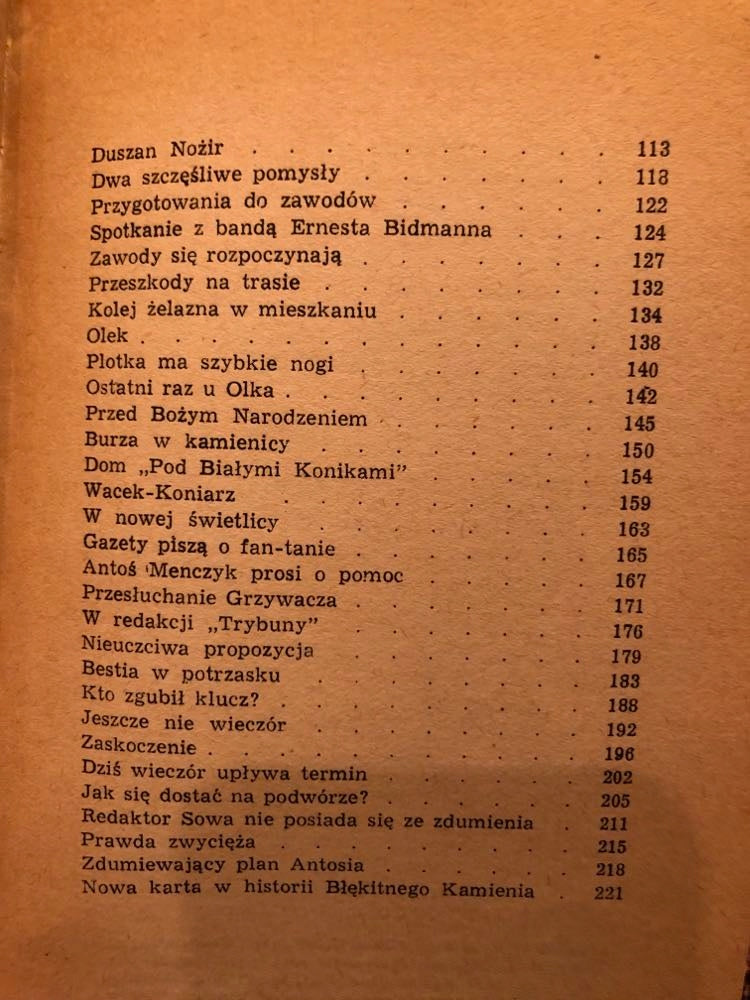 Duszan Nożir . . . . . . . . . . 113
Dwa szczęśliwe pomysły . . . . . . . 118
Przygotowania do zawodów . . . . . . 122
Spotkanie z bandą Ernesta Bidmanna . . . 124
Zawody się rozpoczynają . . . . . . . 127
Przeszkody na trasie . . . . . . . . 132
Kolej żelazna w mieszkaniu . . . . . . 134
Olek . . . . . . . . . . . . 138
Plotka ma szybkie nogi . . . . . . . 140
Ostatni raz u Olka . . . . . . . . . 142
Przed Bożym Narodzeniem . . . . . . 145
Burza w kamienicy . . . . . . . . 150
Dom „Pod Białymi Konikami” . . . . . 154
Wacek-Koniarz . . . . . . . . . 159
W nowej świetlicy . . . . . . . . 163
Gazety piszą o fan-tanie . . . . . . . 165
Antoś Menczyk prosi o pomoc . . . . . 167
Przesłuchanie Grzywacza . . . . . . . 171
W redakcji „Trybuny” . . . . . . . 176
Nieuczciwa propozycja . . . . . . . 179
Bestia w potrzasku . . . . . . . . 183
Kto zgubił klucz? . . . . . . . . . 188
Jeszcze nie wieczór . . . . . . . . 192
Zaskoczenie . . . . . . . . . . . 196
Dziś wieczór upływa termin . . . . . . 202
Jak się dostać na podwórze? . . . . . . 205
Redaktor Sowa nie posiada się ze zdumienia . 211
Prawda zwycięża . . . . . . . . . 215
Zdumiewający plan Antosia . . . . . . 218
Nowa karta w historii Błękitnego Kamienia . 221